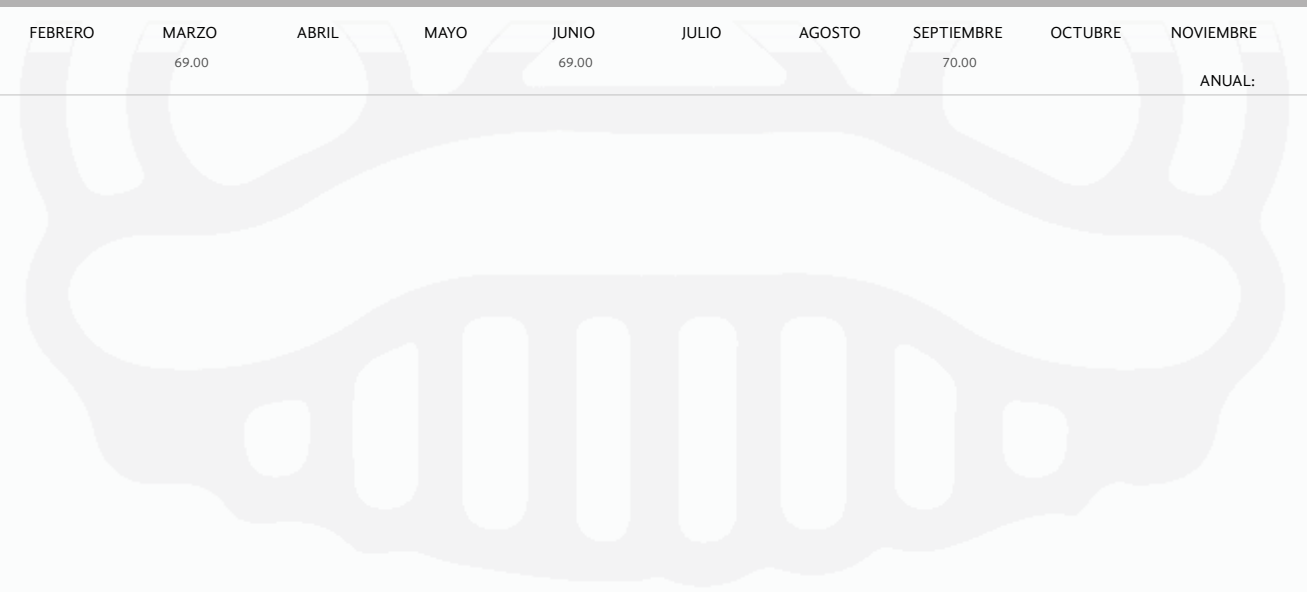 FEBRERO MARZO ABRIL MAYO JUNIO JULIO AGOSTO SEPTIEMBRE OCTUBRE NOVIEMBRE
69.00 69.00 70.00
ANUAL: